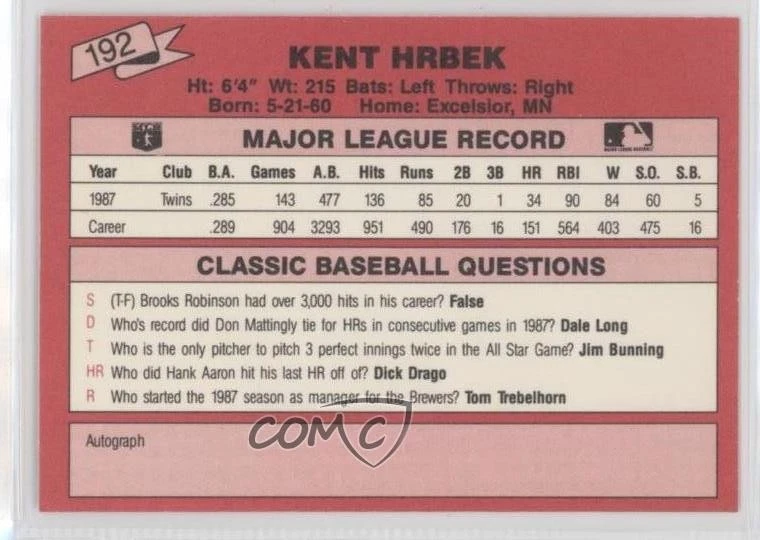 192
KENT HRBEK
Ht: 6'4" Wt: 215 Bats: Left Throws: Right
Born: 5-21-60 Home: Excelsior, MN
MAJOR LEAGUE RECORD
MAJOR LEAGUE BASEBALL
Year Club B.A. Games A.B. Hits Runs 2B 3B HR RBI W S.O. S.B.
1987 Twins .285 143 477 136 85 20 1 34 90 84 60 5
Career .289 904 3293 951 490 176 16 151 564 403 475 16
CLASSIC BASEBALL QUESTIONS
S (T-F) Brooks Robinson had over 3,000 hits in his career? False
D Who's record did Don Mattingly tie for HRs in consecutive games in 1987? Dale Long
T Who is the only pitcher to pitch 3 perfect innings twice in the All Star Game? Jim Bunning
HR Who did Hank Aaron hit his last HR off of? Dick Drago
R Who started the 1987 season as manager for the Brewers? Tom Trebelhorn
Autograph
COMC